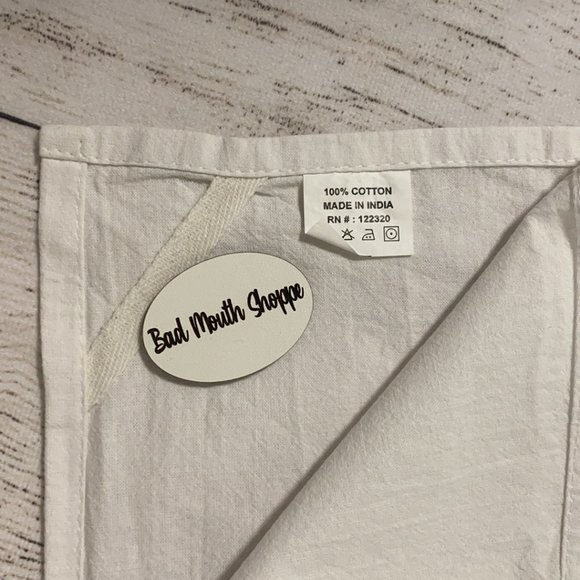 100% COTTON
MADE IN INDIA
RN # : 122320
Bad Mouth Shoppe